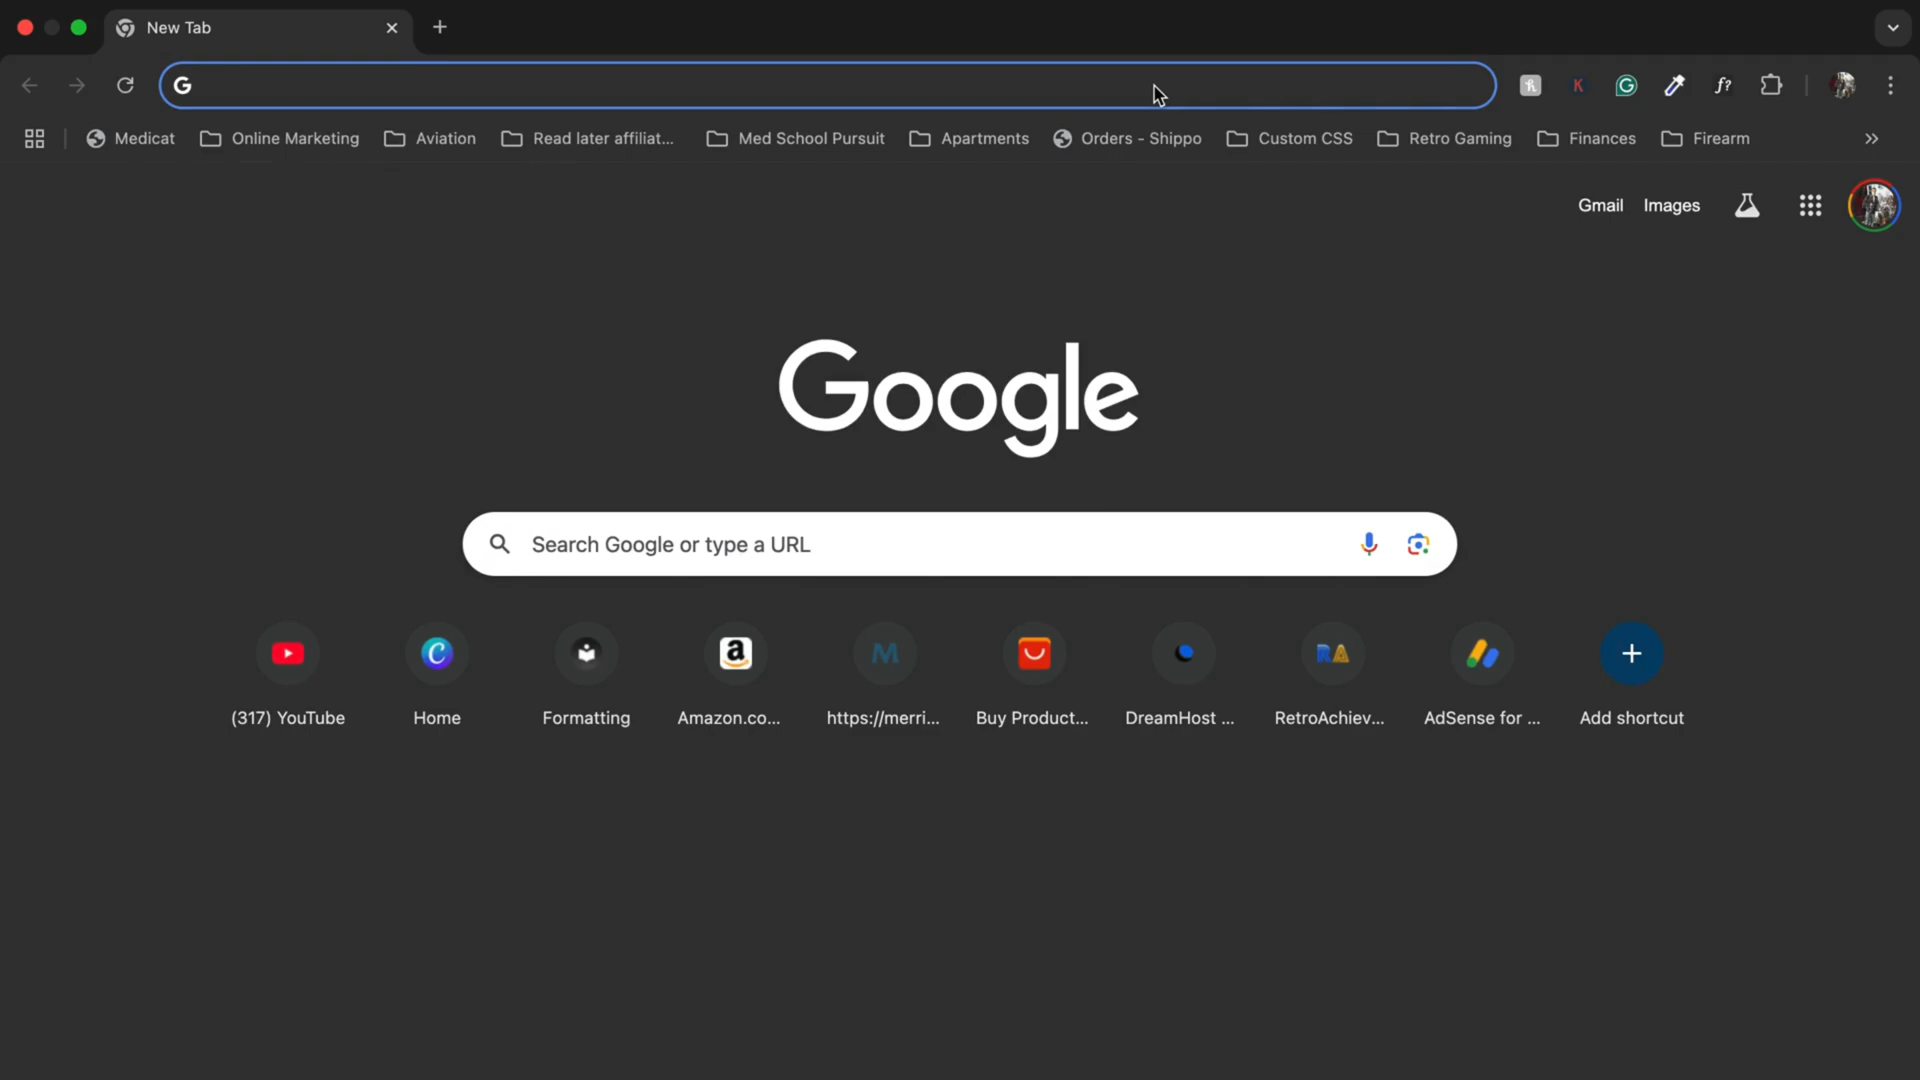 New Tab
G
Medicat Online Marketing Aviation Read later affiliat... Med School Pursuit Apartments Orders - Shippo Custom CSS Retro Gaming Finances Firearm
Gmail Images
Google
Search Google or type a URL
(317) YouTube Home Formatting Amazon.co... https://merri... Buy Product... DreamHost ... RetroAchiev... AdSense for ... Add shortcut